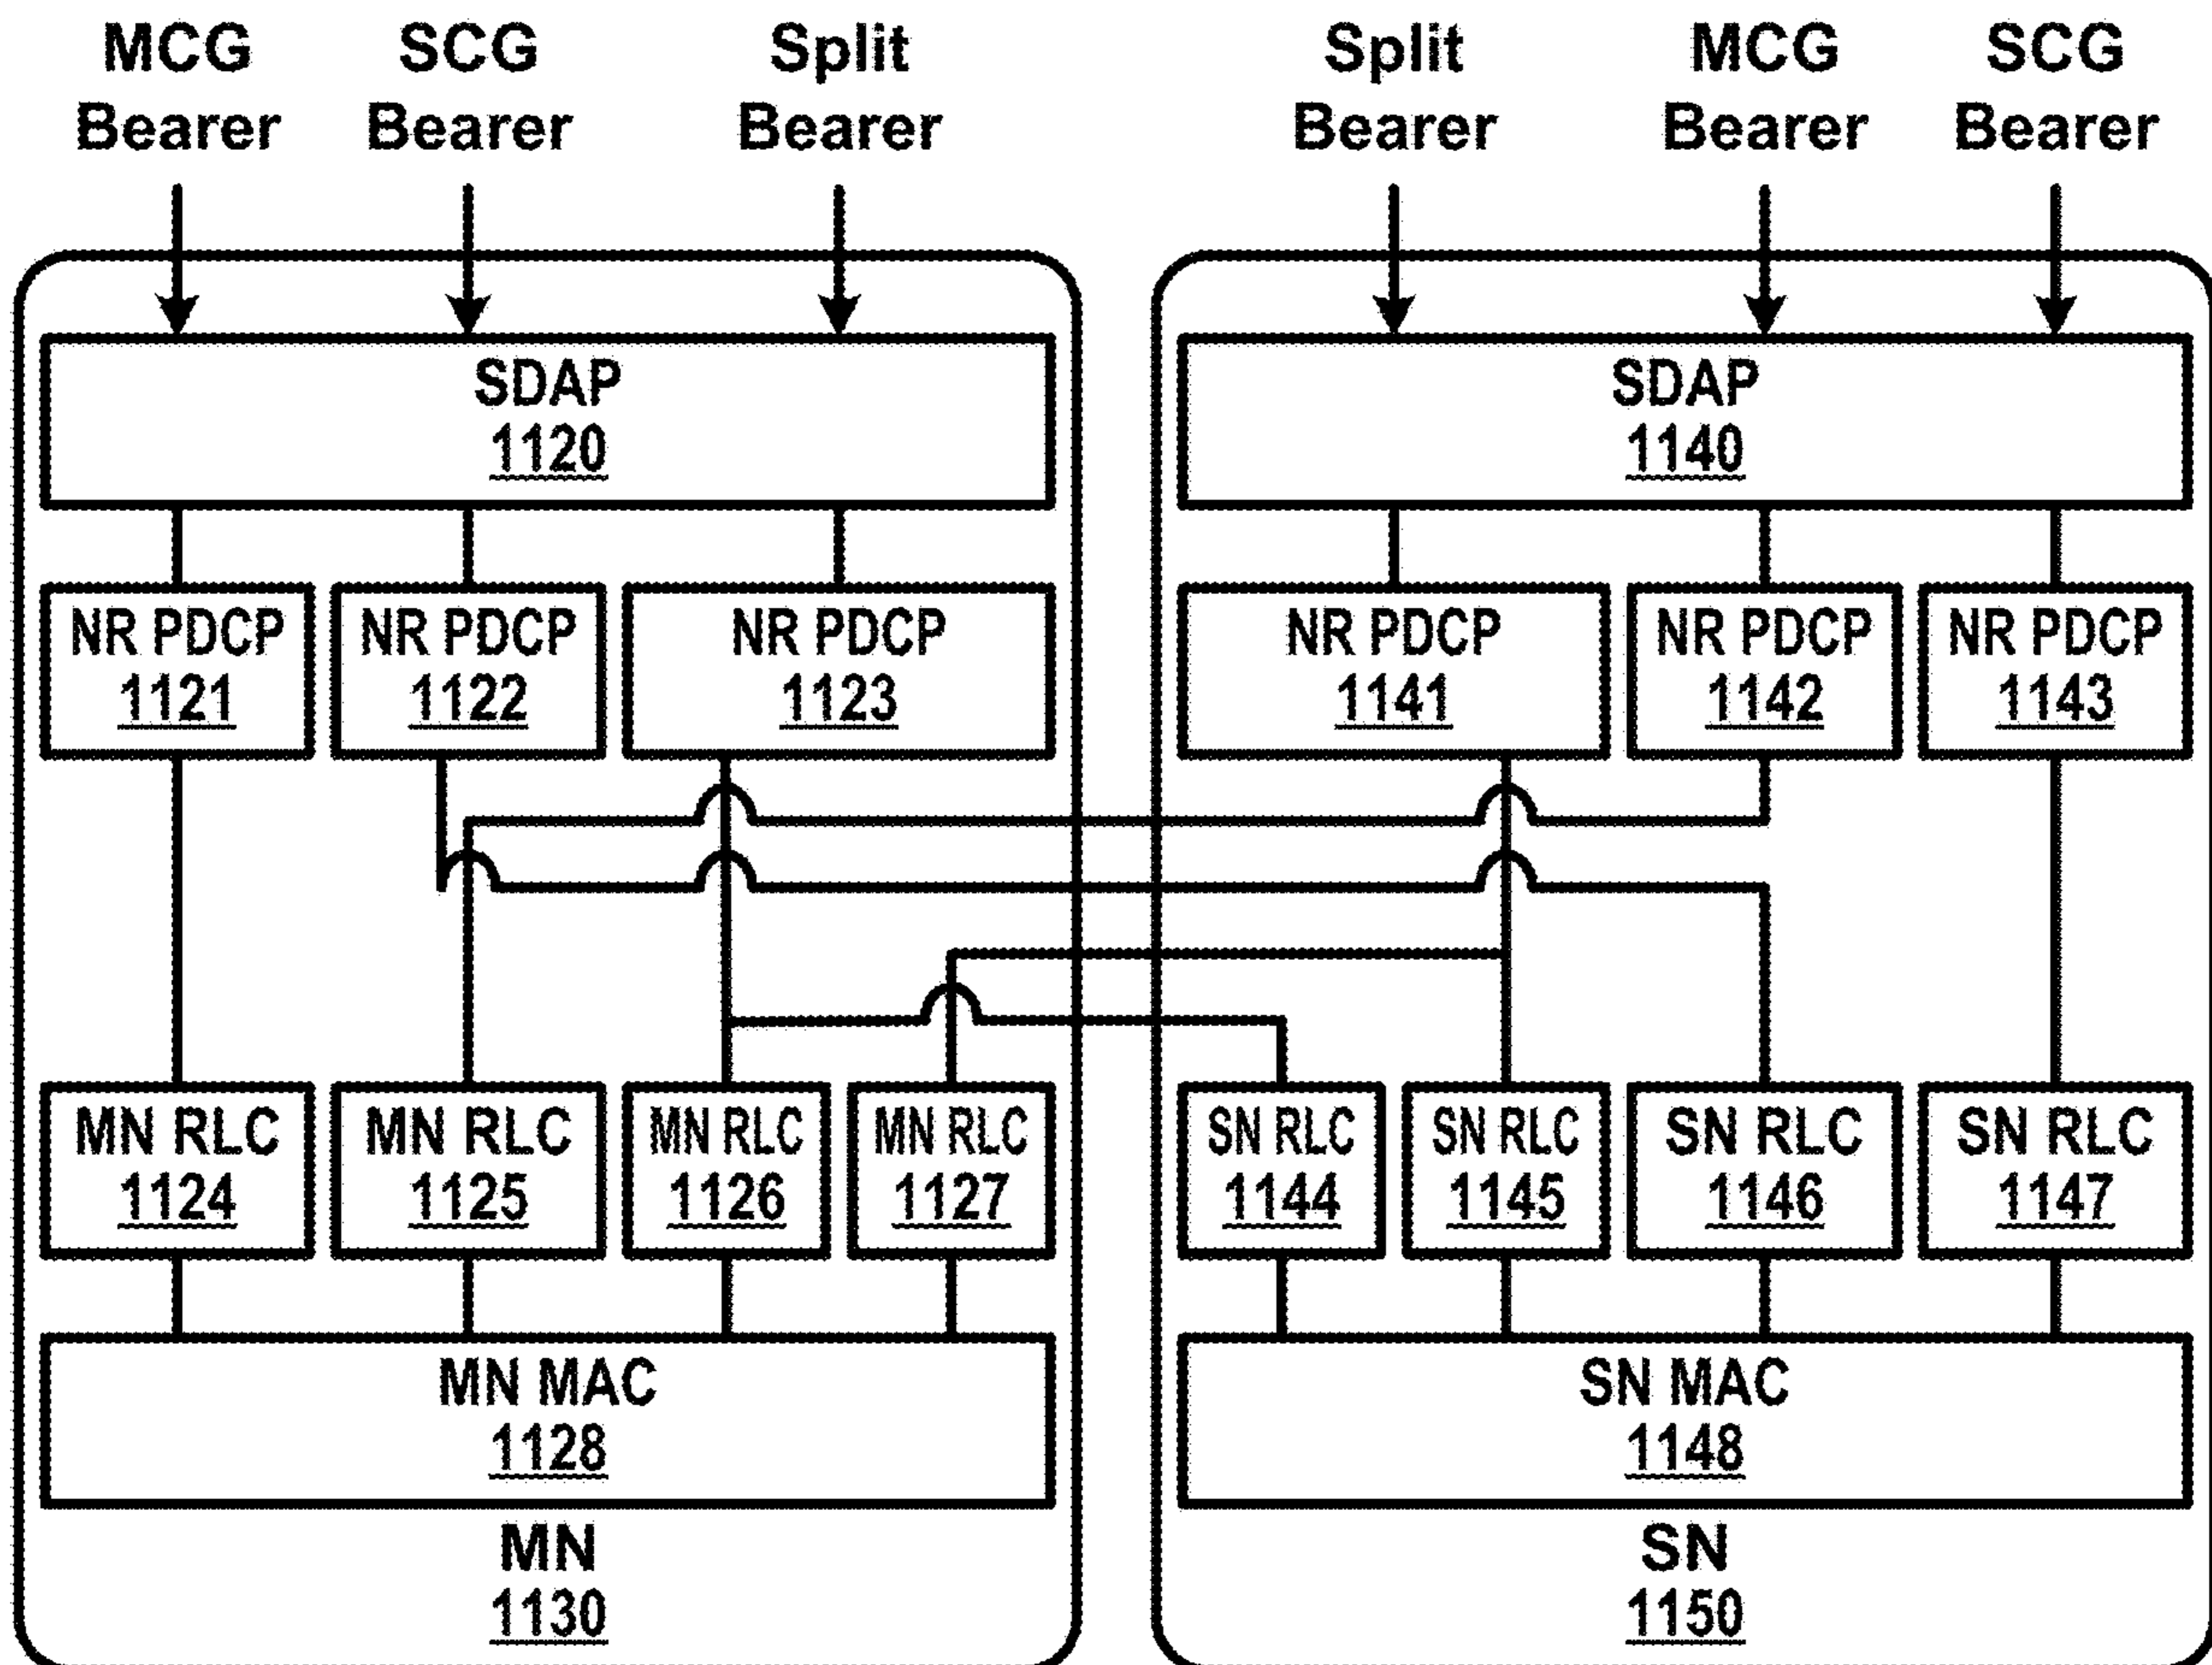 MCG Bearer
SCG Bearer
Split Bearer
Split Bearer
MCG Bearer
SCG Bearer
SDAP
1120
SDAP
1140
NR PDCP
1121
NR PDCP
1122
NR PDCP
1123
NR PDCP
1141
NR PDCP
1142
NR PDCP
1143
MN RLC
1124
MN RLC
1125
MN RLC
1126
MN RLC
1127
SN RLC
1144
SN RLC
1145
SN RLC
1146
SN RLC
1147
MN MAC
1128
SN MAC
1148
MN
1130
SN
1150